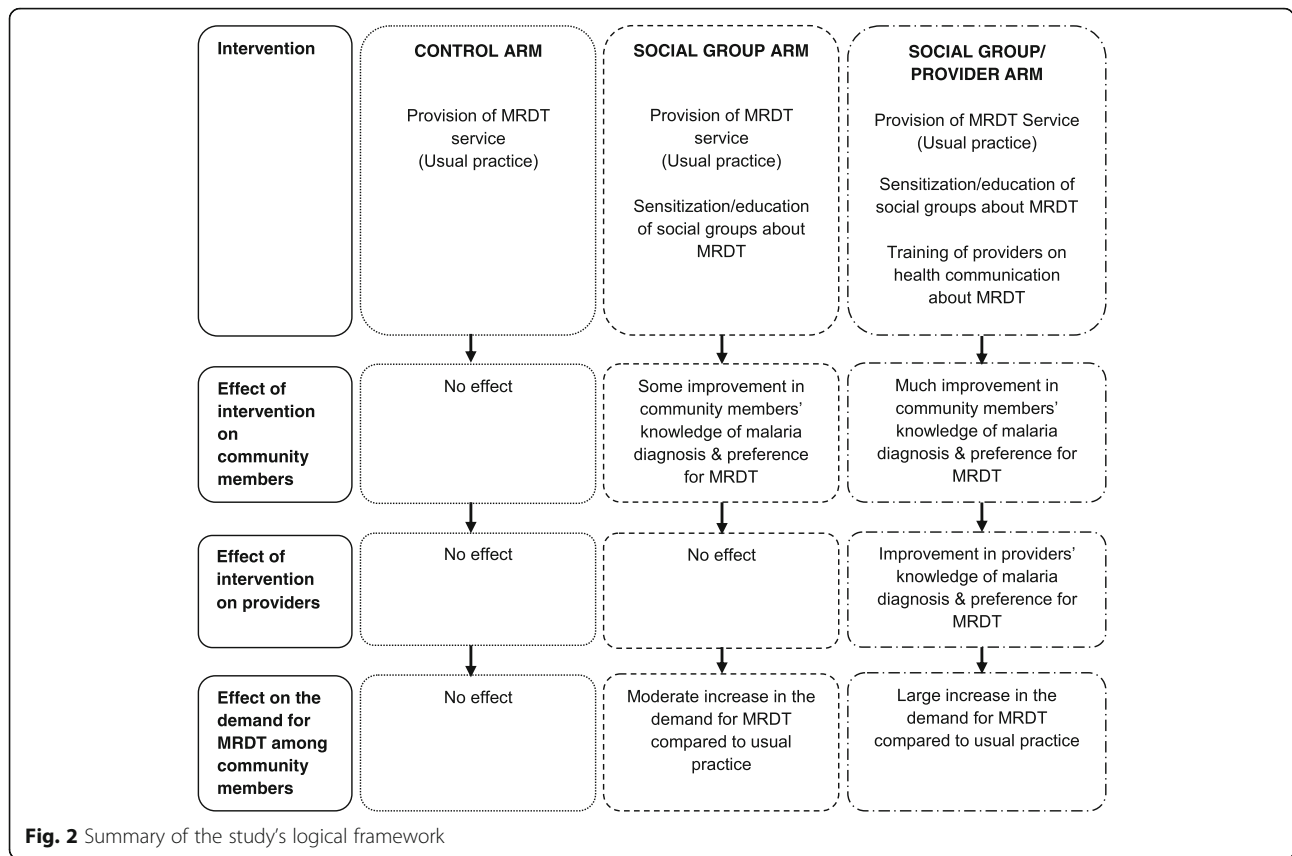 Intervention
CONTROL ARM
Provision of MRDT
service
(Usual practice)
SOCIAL GROUP ARM
Provision of MRDT
service
(Usual practice)
Sensitization/education
of social groups about
MRDT
SOCIAL GROUP/
PROVIDER ARM
Provision of MRDT Service
(Usual practice)
Sensitization/education of
social groups about MRDT
Training of providers on
health communication
about MRDT
Effect of
intervention
on
community
members
No effect
Some improvement in
community members’
knowledge of malaria
diagnosis & preference
for MRDT
Much improvement in
community members’
knowledge of malaria
diagnosis & preference for
MRDT
Effect of
intervention
on providers
No effect
No effect
Improvement in providers’
knowledge of malaria
diagnosis & preference for
MRDT
Effect on the
demand for
MRDT among
community
members
No effect
Moderate increase in the
demand for MRDT
compared to usual
practice
Large increase in the
demand for MRDT
compared to usual practice
Fig. 2 Summary of the study’s logical framework